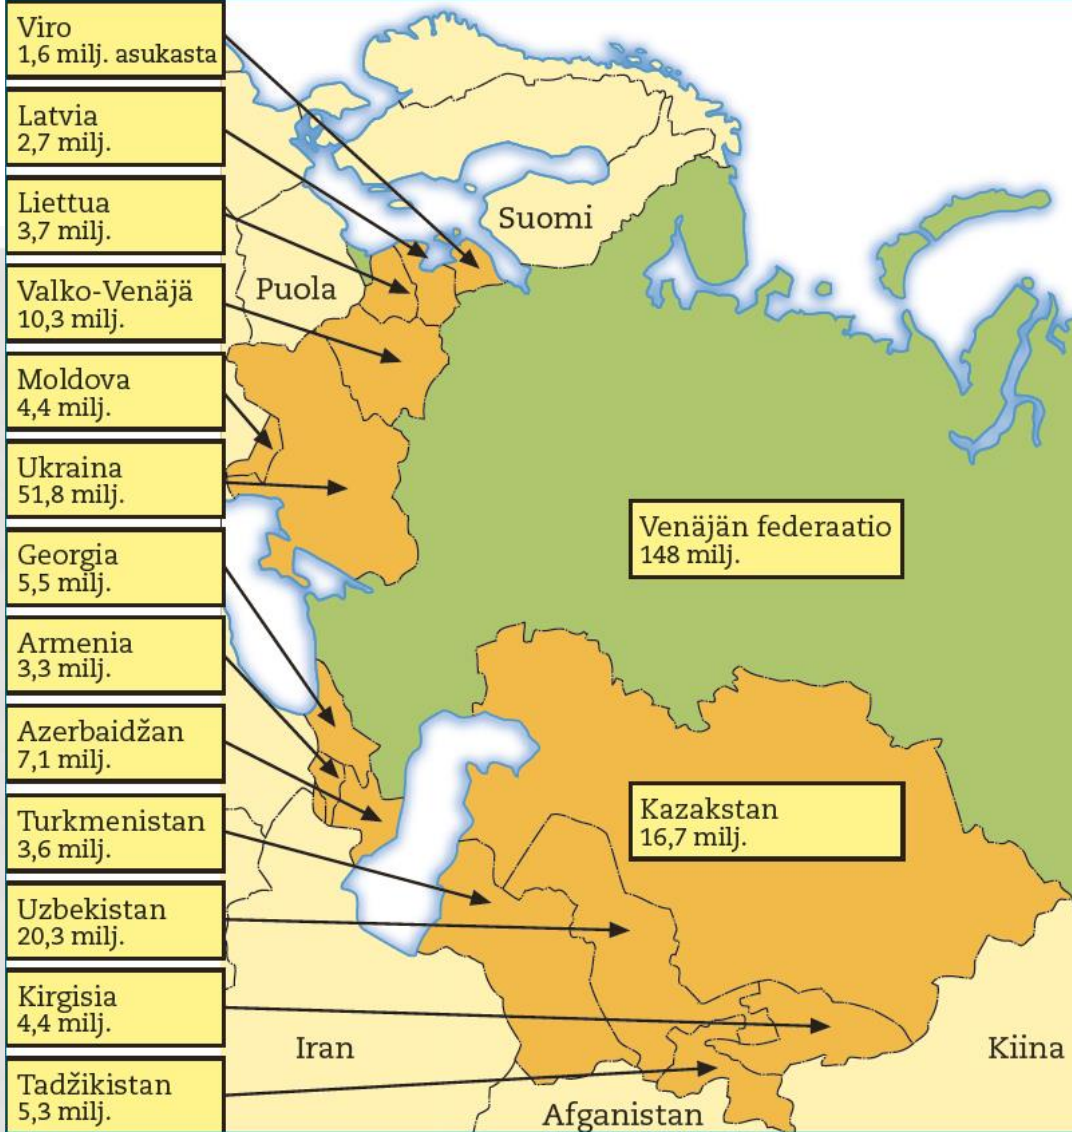 Viro
1,6 milj. asukasta
Latvia
2,7 milj.
Liettua
3,7 milj.
Valko-Venäjä
10,3 milj.
Moldova
4,4 milj.
Ukraina
51,8 milj.
Georgia
5,5 milj.
Armenia
3,3 milj.
Azerbaidžan
7,1 milj.
Turkmenistan
3,6 milj.
Uzbekistan
20,3 milj.
Kirgisia
4,4 milj.
Tadžikistan
5,3 milj.
Suomi
Puola
Venäjän federaatio
148 milj.
Kazakstan
16,7 milj.
Iran
Kiina
Afganistan